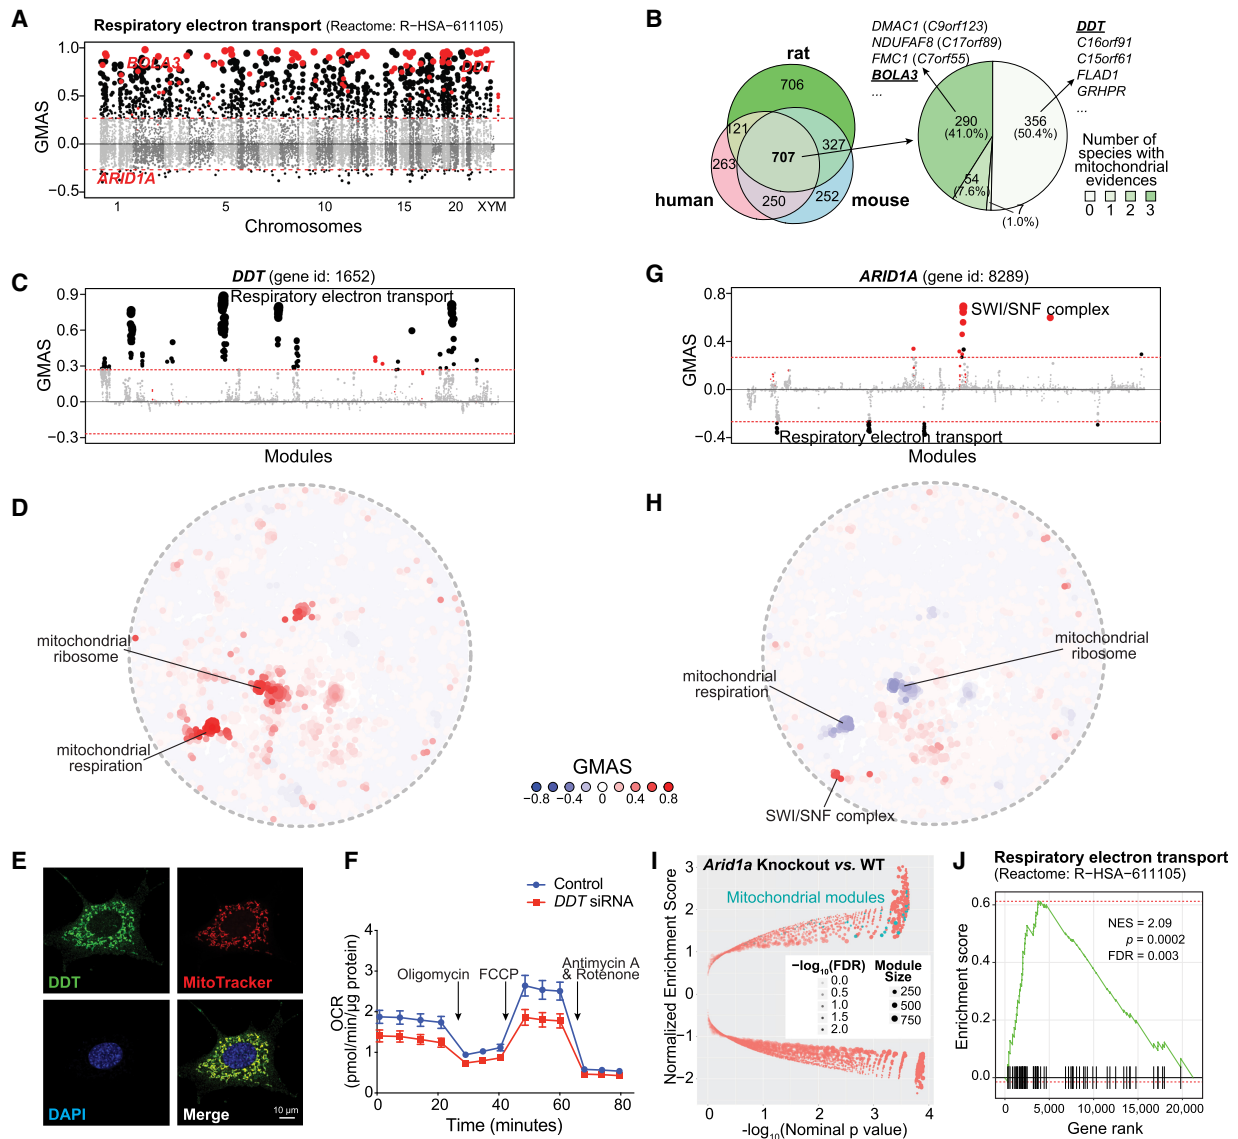 A
Respiratory electron transport (Reactome: R−HSA−611105)
1.0
0.5
0.0
−0.5
GMAS
BOLA3
DDT
ARID1A
1
5
10
15
20
XYM
Chromosomes
B
rat
706
121
327
263
707
250
252
human
mouse
DMAC1 (C9orf123)
NDUFAF8 (C17orf89)
FMC1 (C7orf55)
BOLA3
...
DDT
C16orf91
C15orf61
FLAD1
GRHPR
...
290
(41.0%)
356
(50.4%)
54
(7.6%)
7
(1.0%)
Number of
species with
mitochondrial
evidences
0 1 2 3
C
DDT (gene id: 1652)
Respiratory electron transport
0.9
0.6
0.3
0.0
−0.3
GMAS
Modules
G
ARID1A (gene id: 8289)
SWI/SNF complex
0.8
0.4
0.0
−0.4
GMAS
Respiratory electron transport
Modules
D
mitochondrial
ribosome
mitochondrial
respiration
GMAS
−0.8 −0.4 0 0.4 0.8
H
mitochondrial
ribosome
mitochondrial
respiration
SWI/SNF complex
E
DDT
MitoTracker
DAPI
Merge
10 µm
F
Control
DDT siRNA
4
3
2
1
0
OCR
(pmol/min/µg protein)
Oligomycin
FCCP
Antimycin A
& Rotenone
0 20 40 60 80
Time (minutes)
I
Arid1a Knockout vs. WT
Mitochondrial modules
3
2
1
0
−1
−2
Normalized Enrichment Score
−log10(FDR)
0.0
0.5
1.0
1.5
2.0
Module
Size
250
500
750
0 1 2 3 4
-log10(Nominal p value)
J
Respiratory electron transport
(Reactome: R−HSA−611105)
0.6
0.4
0.2
0.0
Enrichment score
NES = 2.09
p = 0.0002
FDR = 0.003
0 5,000 10,000 15,000 20,000
Gene rank